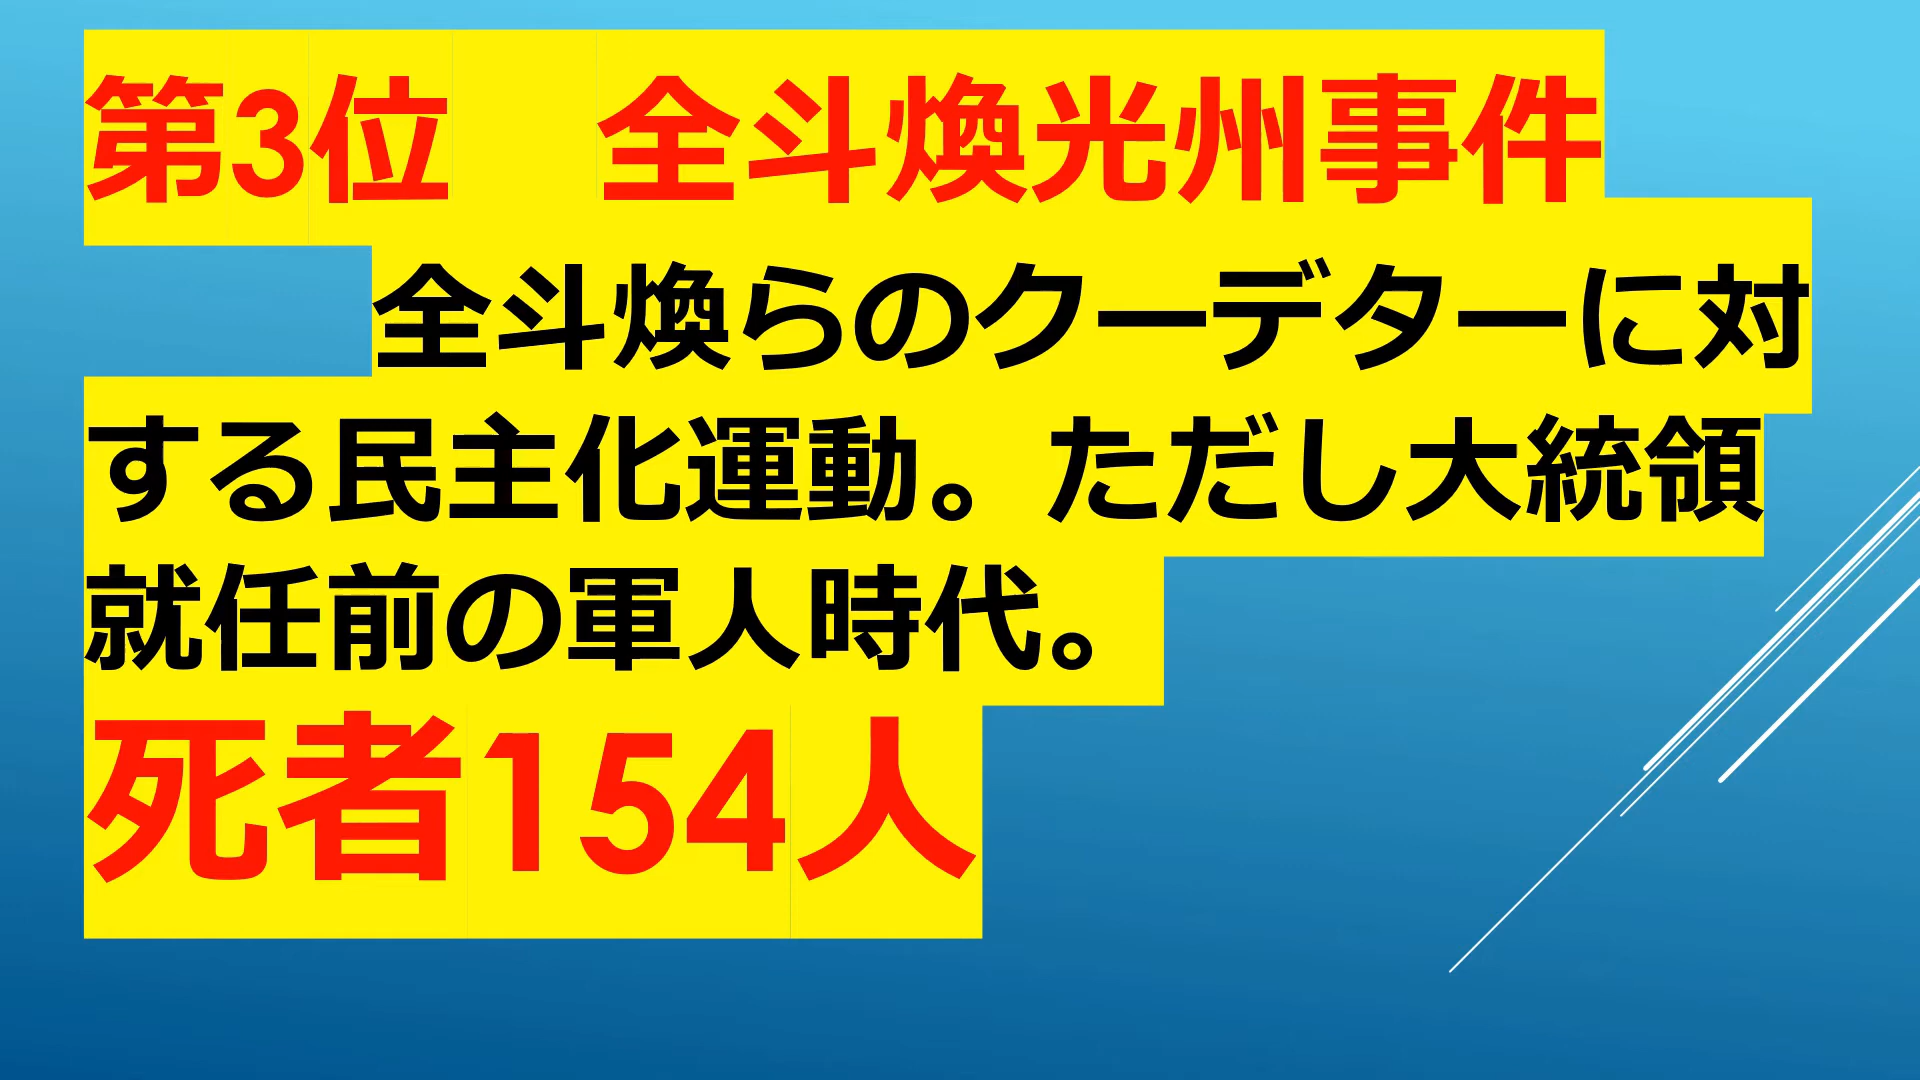 第3位　全斗煥光州事件
全斗煥らのクーデターに対
する民主化運動。ただし大統領
就任前の軍人時代。
死者154人